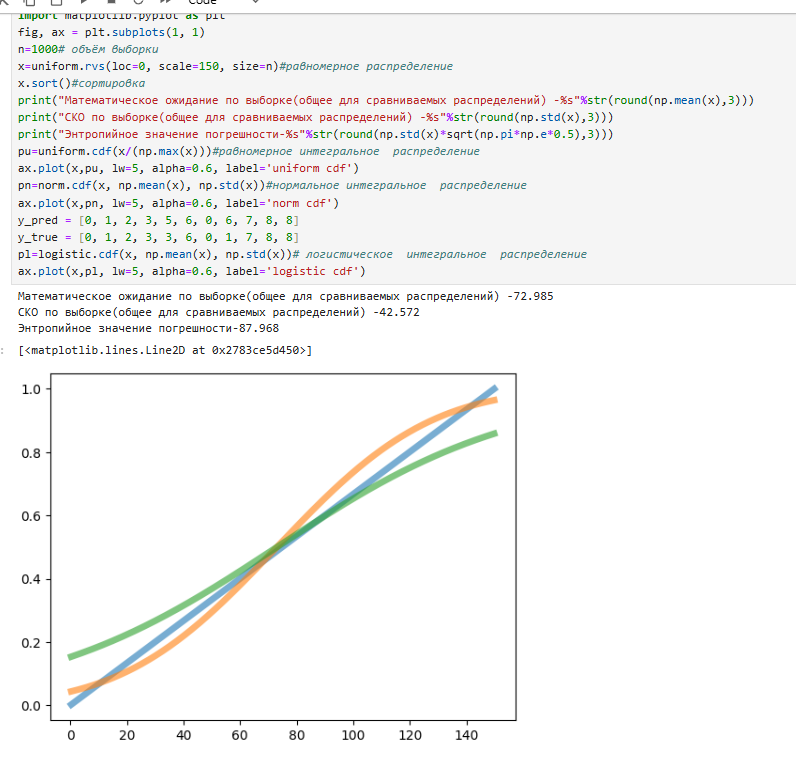 Code
import matplotlib.pyplot as plt
fig, ax = plt.subplots(1, 1)
n=1000# объём выборки
x=uniform.rvs(loc=0, scale=150, size=n)#равномерное распределение
x.sort()#сортировка
print("Математическое ожидание по выборке(общее для сравниваемых распределений) -%s"%str(round(np.mean(x),3)))
print("СКО по выборке(общее для сравниваемых распределений) -%s"%str(round(np.std(x),3)))
print("Энтропийное значение погрешности-%s"%str(round(np.std(x)*sqrt(np.pi*np.e*0.5),3)))
pu=uniform.cdf(x/(np.max(x)))#равномерное интегральное  распределение
ax.plot(x,pu, lw=5, alpha=0.6, label='uniform cdf')
pn=norm.cdf(x, np.mean(x), np.std(x))#нормальное интегральное  распределение
ax.plot(x,pn, lw=5, alpha=0.6, label='norm cdf')
y_pred = [0, 1, 2, 3, 5, 6, 0, 6, 7, 8, 8]
y_true = [0, 1, 2, 3, 3, 6, 0, 1, 7, 8, 8]
pl=logistic.cdf(x, np.mean(x), np.std(x))# логистическое  интегральное  распределение
ax.plot(x,pl, lw=5, alpha=0.6, label='logistic cdf')
Математическое ожидание по выборке(общее для сравниваемых распределений) -72.985
СКО по выборке(общее для сравниваемых распределений) -42.572
Энтропийное значение погрешности-87.968
[<matplotlib.lines.Line2D at 0x2783ce5d450>]
1.0
0.8
0.6
0.4
0.2
0.0
0 20 40 60 80 100 120 140